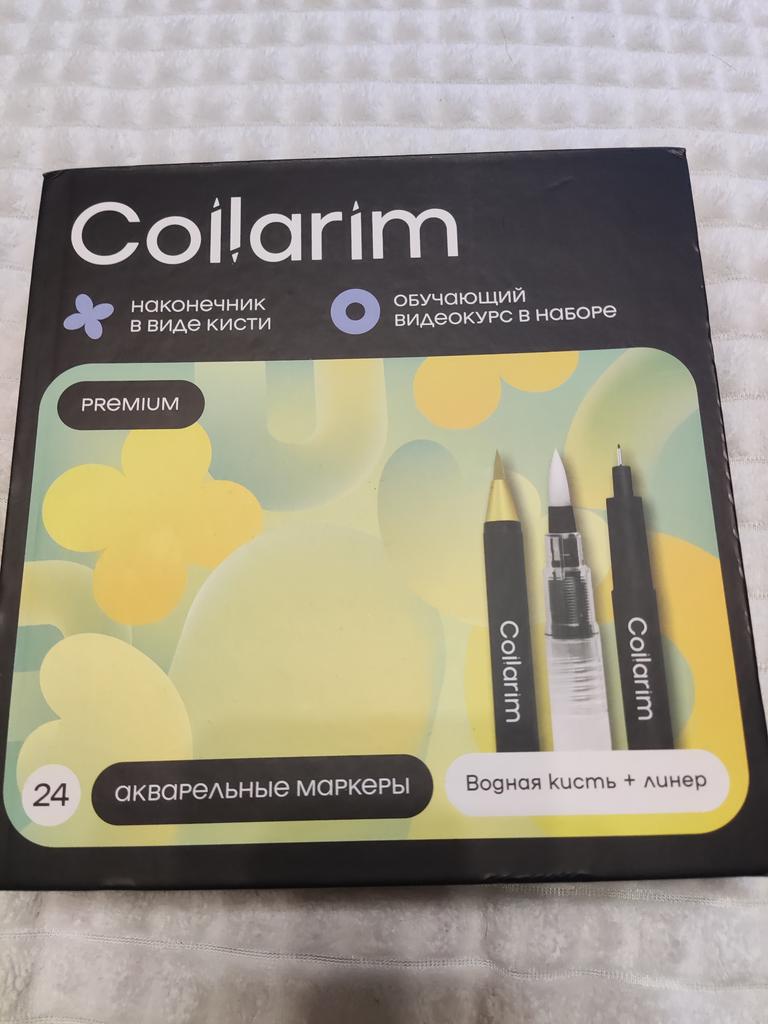 Collarim
наконечник
в виде кисти
обучающий
видеокурс в наборе
PREMIUM
Collarim
Collarim
24
акварельные маркеры
Водная кисть + линер